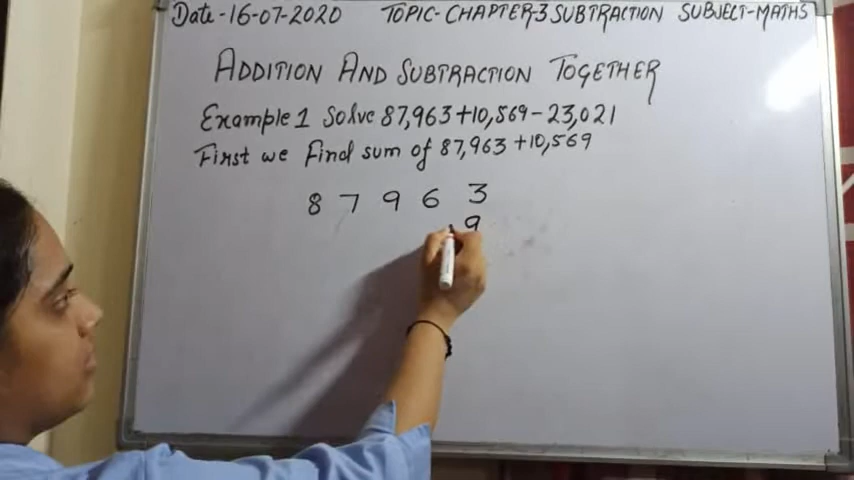 Date-16-07-2020 TOPIC-CHAPTER-3 SUBTRACTION SUBJECT-MATHS
ADDITION AND SUBTRACTION TOGETHER
Example 1 Solve 87,963+10,569-23,021
First we Find sum of 87,963+10,569
8 7 9 6 3
9